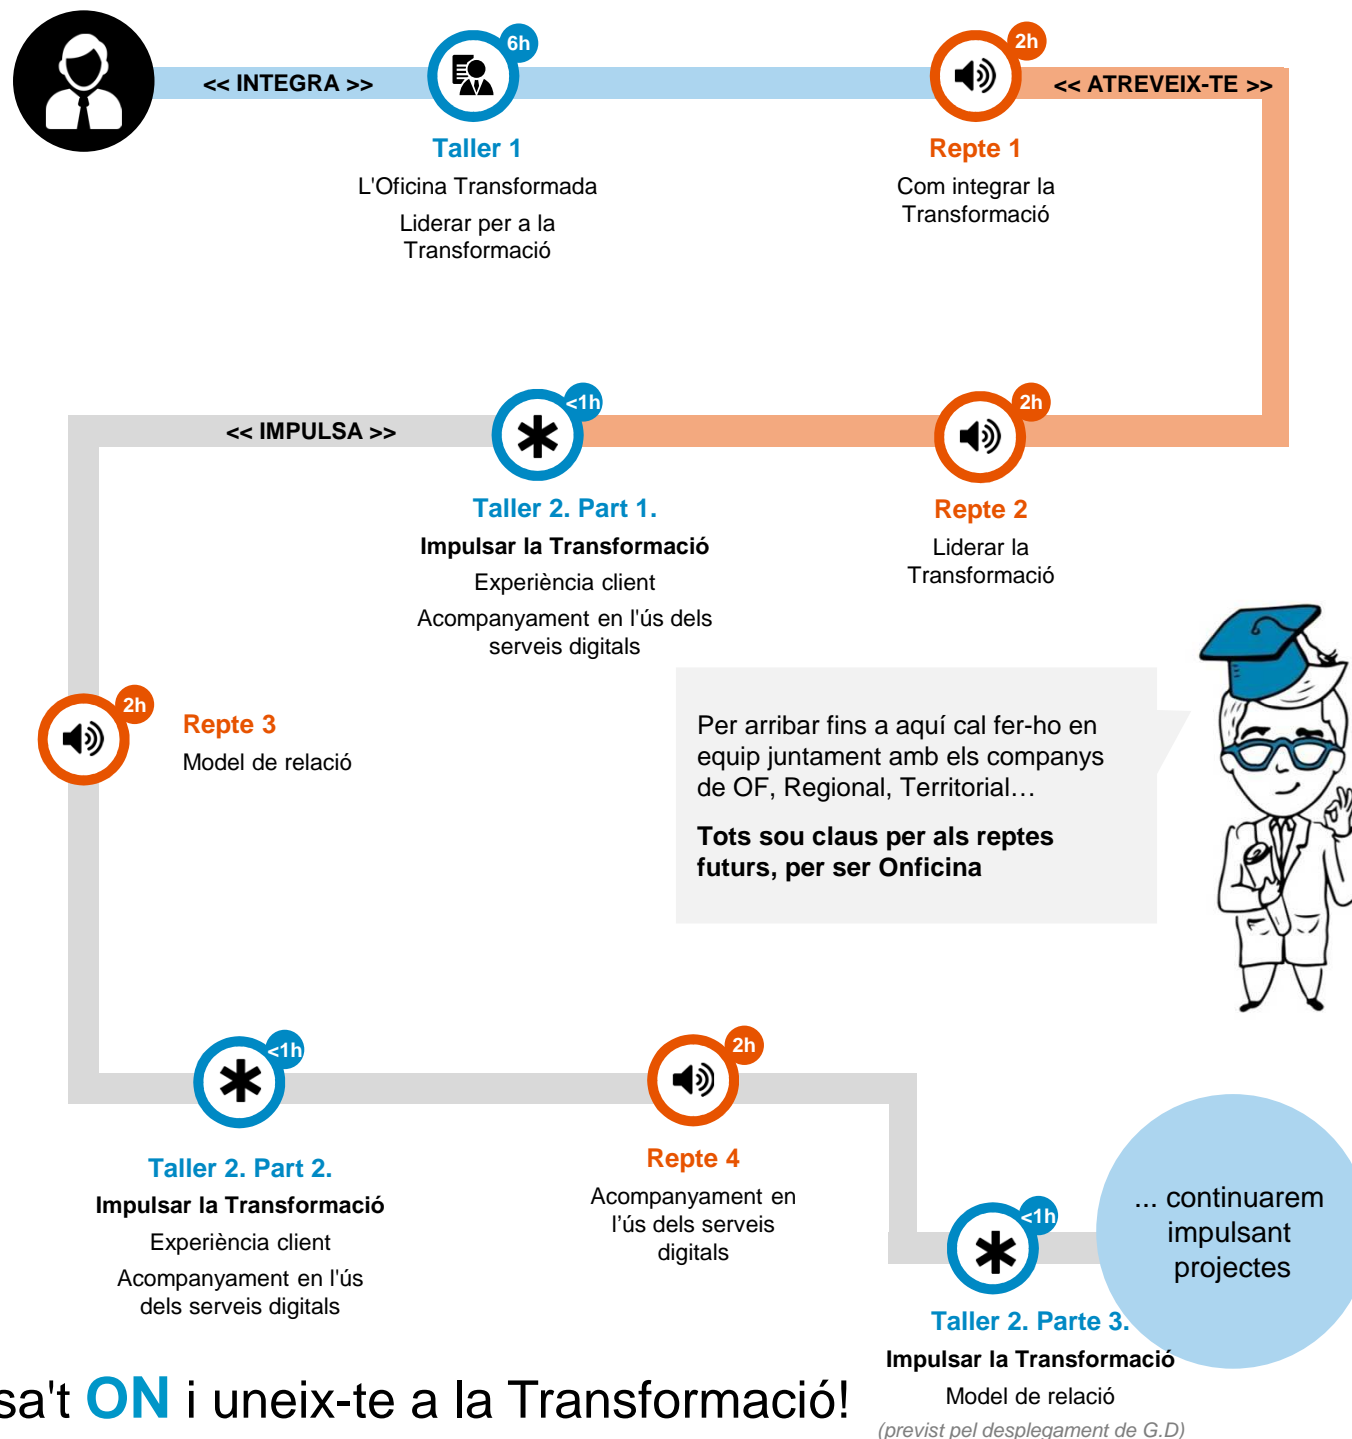 6h
2h
<< INTEGRA >>
<< ATREVEIX-TE >>
Taller 1
L'Oficina Transformada
Liderar per a la
Transformació
Repte 1
Com integrar la
Transformació
<1h
2h
<< IMPULSA >>
Taller 2. Part 1.
Impulsar la Transformació
Experiència client
Acompanyament en l'ús dels
serveis digitals
Repte 2
Liderar la
Transformació
2h
Repte 3
Model de relació
Per arribar fins a aquí cal fer-ho en
equip juntament amb els companys
de OF, Regional, Territorial…
Tots sou claus per als reptes
futurs, per ser Onficina
<1h
2h
Taller 2. Part 2.
Impulsar la Transformació
Experiència client
Acompanyament en l'ús
dels serveis digitals
Repte 4
Acompanyament en
l’ús dels serveis
digitals
<1h
... continuarem
impulsant
projectes
Taller 2. Parte 3.
Impulsar la Transformació
Model de relació
(previst pel desplegament de G.D)
sa't ON i uneix-te a la Transformació!